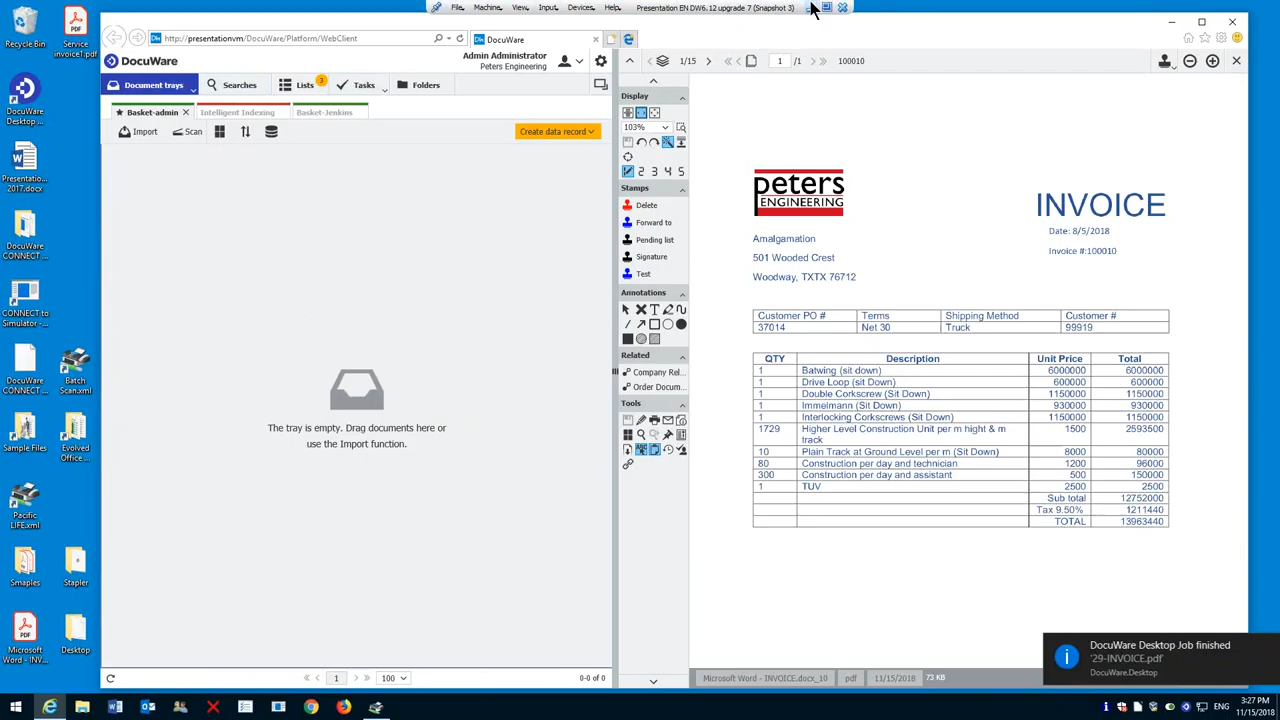 File Machine View Input Devices Help Presentation EN DW6.12 upgrade 7 (Snapshot 3)
Recycle Bin
Service invoice1.pdf
DocuWare Desktop ...
Presentatio... 2017.docx
DocuWare CONNECT ...
CONNECT to Simulator -...
DocuWare CONNECT ...
Batch Scan.xml
Sample Files
Evolved Office ...
Pacific LIFE.xml
Smaples
Stapler
Microsoft Word - INV...
Desktop
http://presentationvm/DocuWare/Platform/WebClient
DocuWare
DocuWare
Admin Administrator
Peters Engineering
Document trays Searches Lists 3 Tasks Folders
Basket-admin Intelligent Indexing Basket-Jenkins
Import Scan Create data record
The tray is empty. Drag documents here or
use the Import function.
1 100 0-0 of 0
1/15 1 /1 100010
Display
103%
2 3 4 5
Stamps
Delete
Forward to
Pending list
Signature
Test
Annotations
Related
Company Rel...
Order Docum...
Tools
peters
ENGINEERING
INVOICE
Date: 8/5/2018
Invoice #:100010
Amalgamation
501 Wooded Crest
Woodway, TXTX 76712
Customer PO # Terms Shipping Method Customer #
37014 Net 30 Truck 99919
QTY Description Unit Price Total
1 Batwing (sit down) 6000000 6000000
1 Drive Loop (sit Down) 600000 600000
1 Double Corkscrew (Sit Down) 1150000 1150000
1 Immelmann (Sit Down) 930000 930000
1 Interlocking Corkscrews (Sit Down) 1150000 1150000
1729 Higher Level Construction Unit per m hight & m 1500 2593500
track
10 Plain Track at Ground Level per m (Sit Down) 8000 80000
80 Construction per day and technician 1200 96000
300 Construction per day and assistant 500 150000
1 TUV 2500 2500
Sub total 12752000
Tax 9.50% 1211440
TOTAL 13963440
Microsoft Word - INVOICE.docx_10 pdf 11/15/2018 73 KB
DocuWare Desktop Job finished
'29-INVOICE.pdf'
DocuWare.Desktop
ENG 3:27 PM
11/15/2018